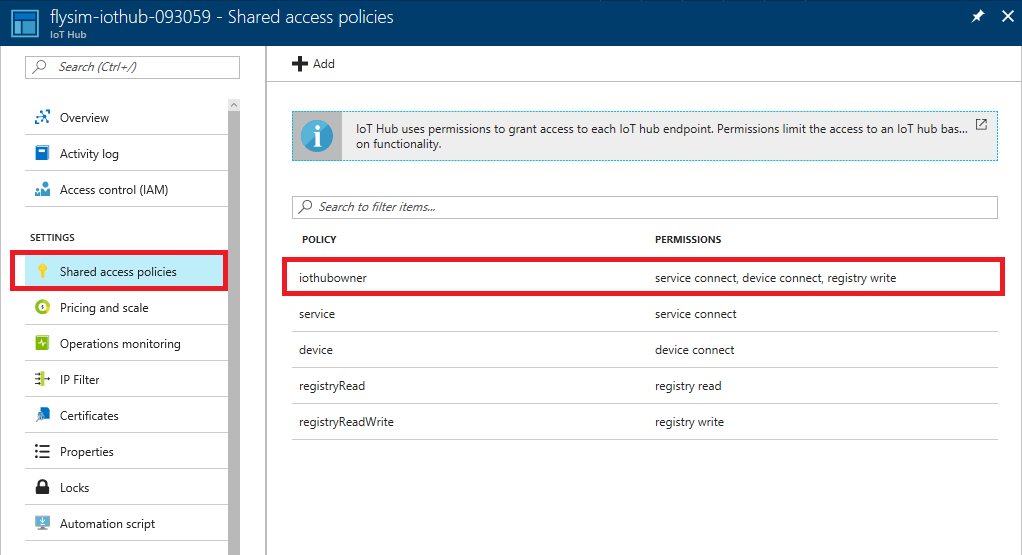 flysim-iothub-093059 - Shared access policies
IoT Hub
Search (Ctrl+/)
Overview
Activity log
Access control (IAM)
SETTINGS
Shared access policies
Pricing and scale
Operations monitoring
IP Filter
Certificates
Properties
Locks
Automation script
Add
IoT Hub uses permissions to grant access to each IoT hub endpoint. Permissions limit the access to an IoT hub bas...
on functionality.
Search to filter items...
POLICY PERMISSIONS
iothubowner service connect, device connect, registry write
service service connect
device device connect
registryRead registry read
registryReadWrite registry write